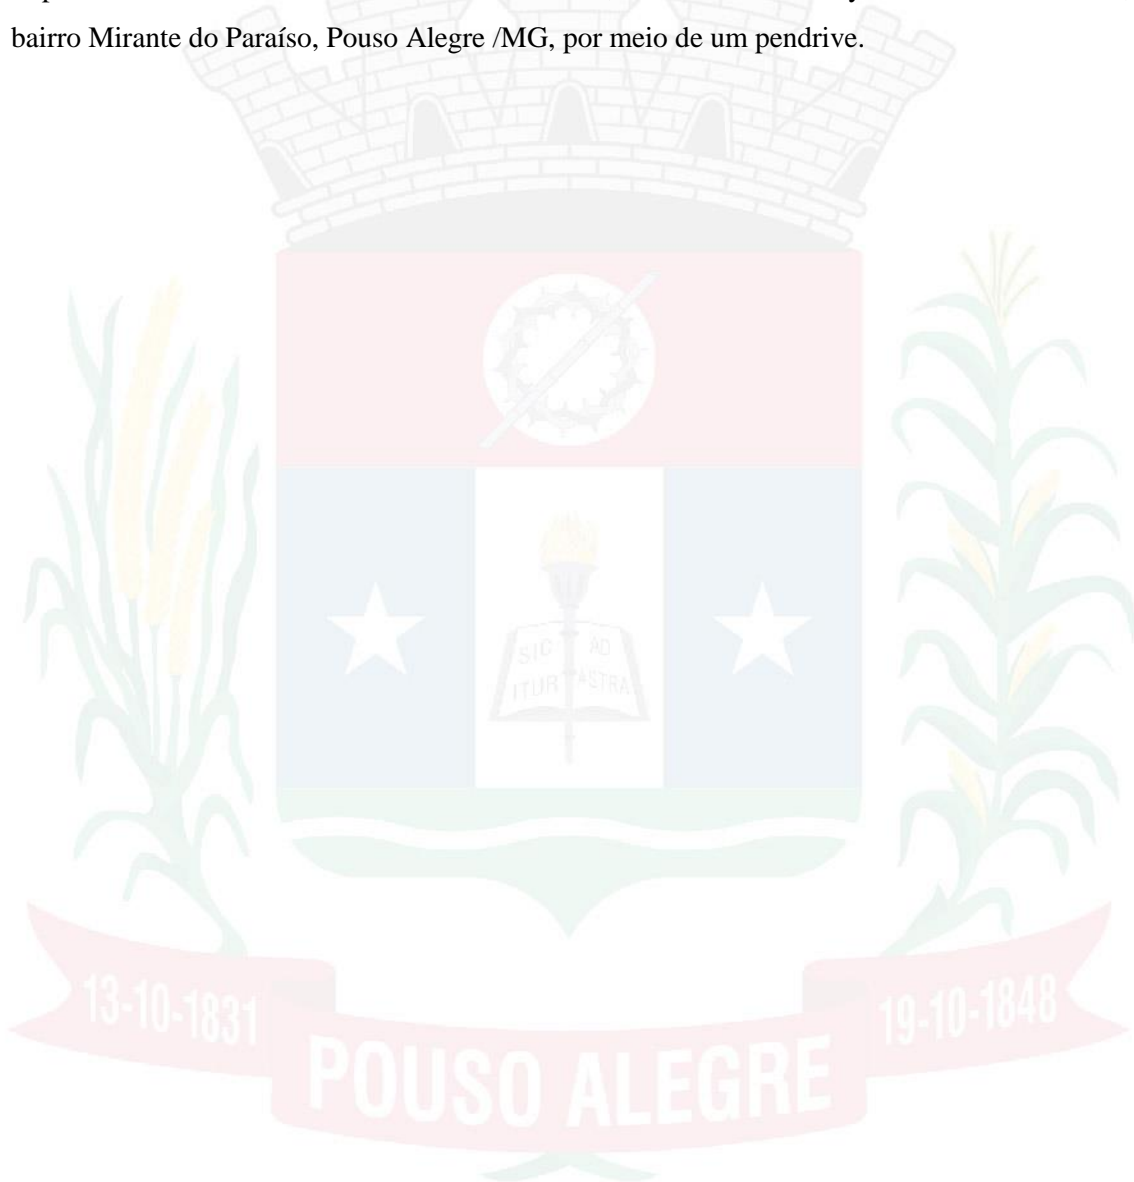 bairro Mirante do Paraíso, Pouso Alegre /MG, por meio de um pendrive.
SIC AD
ITUR ASTRA
13-10-1831
19-10-1848
POUSO ALEGRE